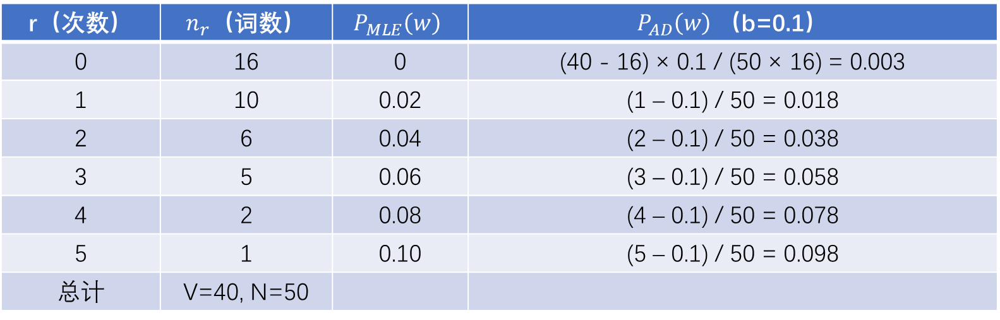 r（次数） n_r（词数） P_{MLE}(w) P_{AD}(w) （b=0.1）
0 16 0 (40 - 16) × 0.1 / (50 × 16) = 0.003
1 10 0.02 (1 – 0.1) / 50 = 0.018
2 6 0.04 (2 – 0.1) / 50 = 0.038
3 5 0.06 (3 – 0.1) / 50 = 0.058
4 2 0.08 (4 – 0.1) / 50 = 0.078
5 1 0.10 (5 – 0.1) / 50 = 0.098
总计 V=40, N=50